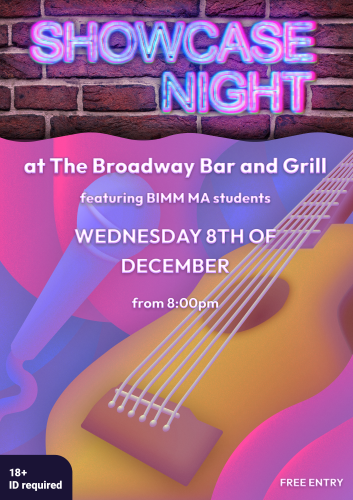 SHOWCASE
NIGHT
at The Broadway Bar and Grill
featuring BIMM MA students
WEDNESDAY 8TH OF
DECEMBER
from 8:00pm
18+
ID required
FREE ENTRY